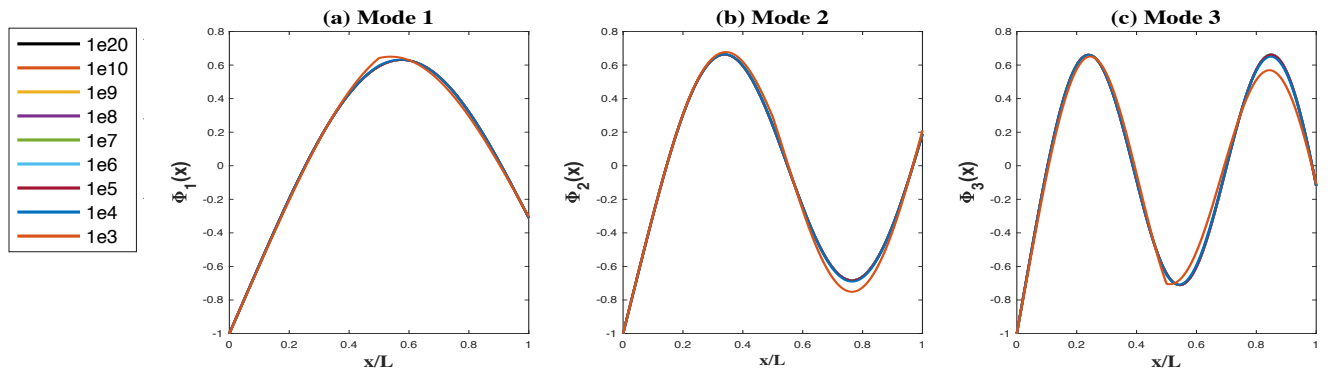 (a) Mode 1
(b) Mode 2
(c) Mode 3
1e20
1e10
1e9
1e8
1e7
1e6
1e5
1e4
1e3
0.8
0.6
0.4
0.2
0
-0.2
-0.4
-0.6
-0.8
-1
Φ1(x)
0 0.2 0.4 0.6 0.8 1
x/L
0.8
0.6
0.4
0.2
0
-0.2
-0.4
-0.6
-0.8
-1
Φ2(x)
0 0.2 0.4 0.6 0.8 1
x/L
0.8
0.6
0.4
0.2
0
-0.2
-0.4
-0.6
-0.8
-1
Φ3(x)
0 0.2 0.4 0.6 0.8 1
x/L